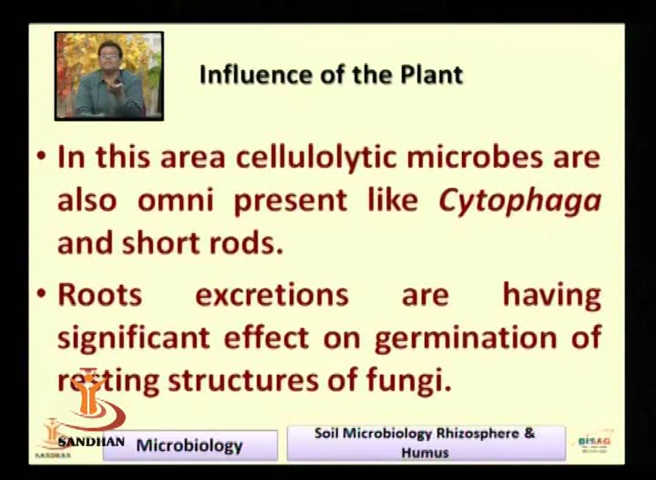 Influence of the Plant
• In this area cellulolytic microbes are
also omni present like Cytophaga
and short rods.
• Roots excretions are having
significant effect on germination of
resting structures of fungi.
SANDHAN
SANDHAN
Microbiology
Soil Microbiology Rhizosphere &
Humus
BISAG